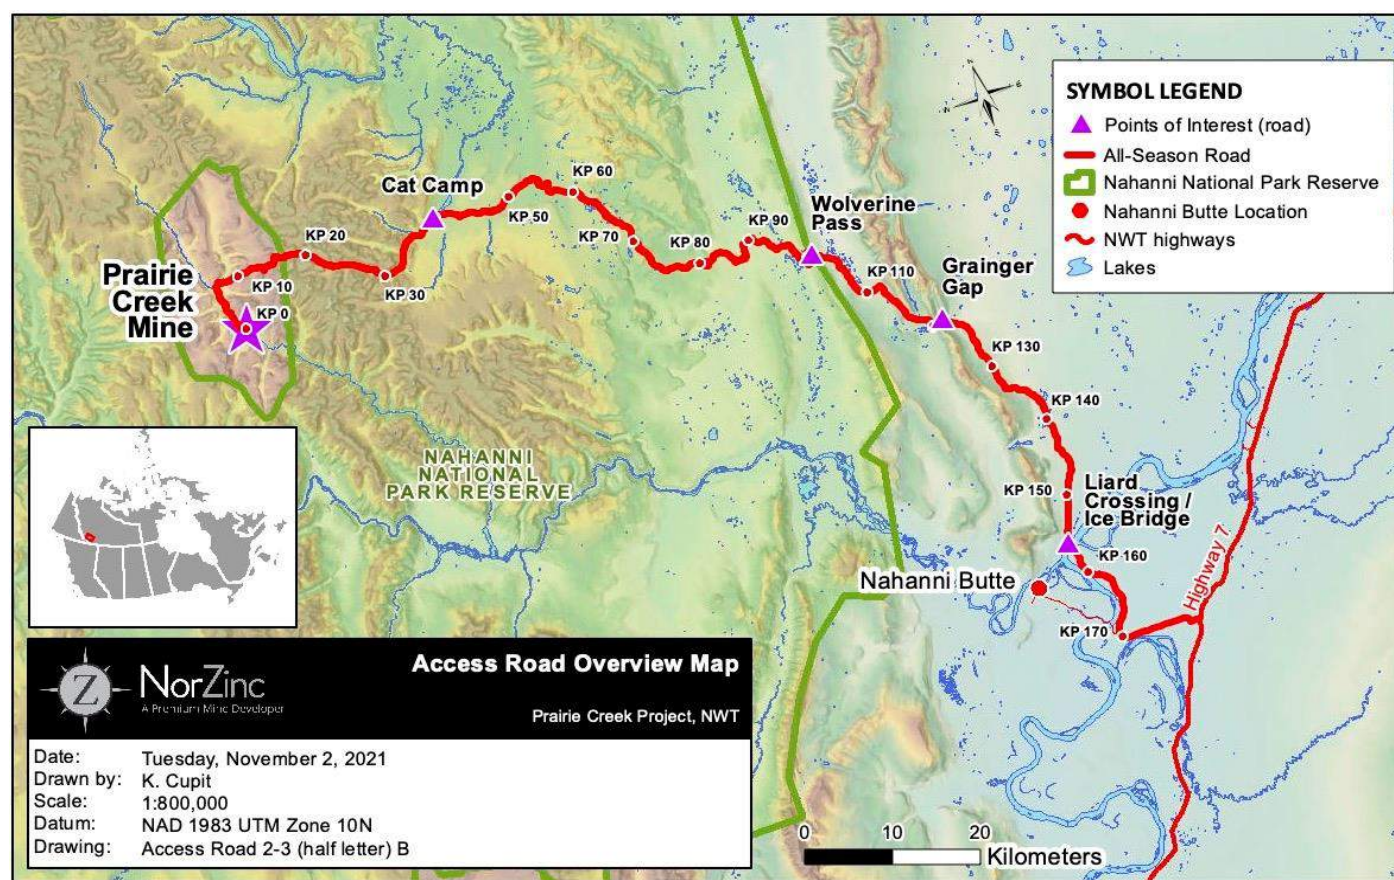 SYMBOL LEGEND
Points of Interest (road)
All-Season Road
Nahanni National Park Reserve
Nahanni Butte Location
NWT highways
Lakes
KP 60
Cat Camp
KP 50
Wolverine
Pass
KP 20
KP 70
KP 90
KP 80
Prairie
Creek
Mine
KP 10
KP 30
KP 0
KP 110
Grainger
Gap
KP 130
KP 140
NAHANNI
NATIONAL
PARK RESERVE
KP 150
Liard
Crossing /
Ice Bridge
KP 160
Nahanni Butte
Highway 7
KP 170
Z
NorZinc
A Premium Mine Developer
Access Road Overview Map
Prairie Creek Project, NWT
Date: Tuesday, November 2, 2021
Drawn by: K. Cupit
Scale: 1:800,000
Datum: NAD 1983 UTM Zone 10N
Drawing: Access Road 2-3 (half letter) B
0 10 20
Kilometers